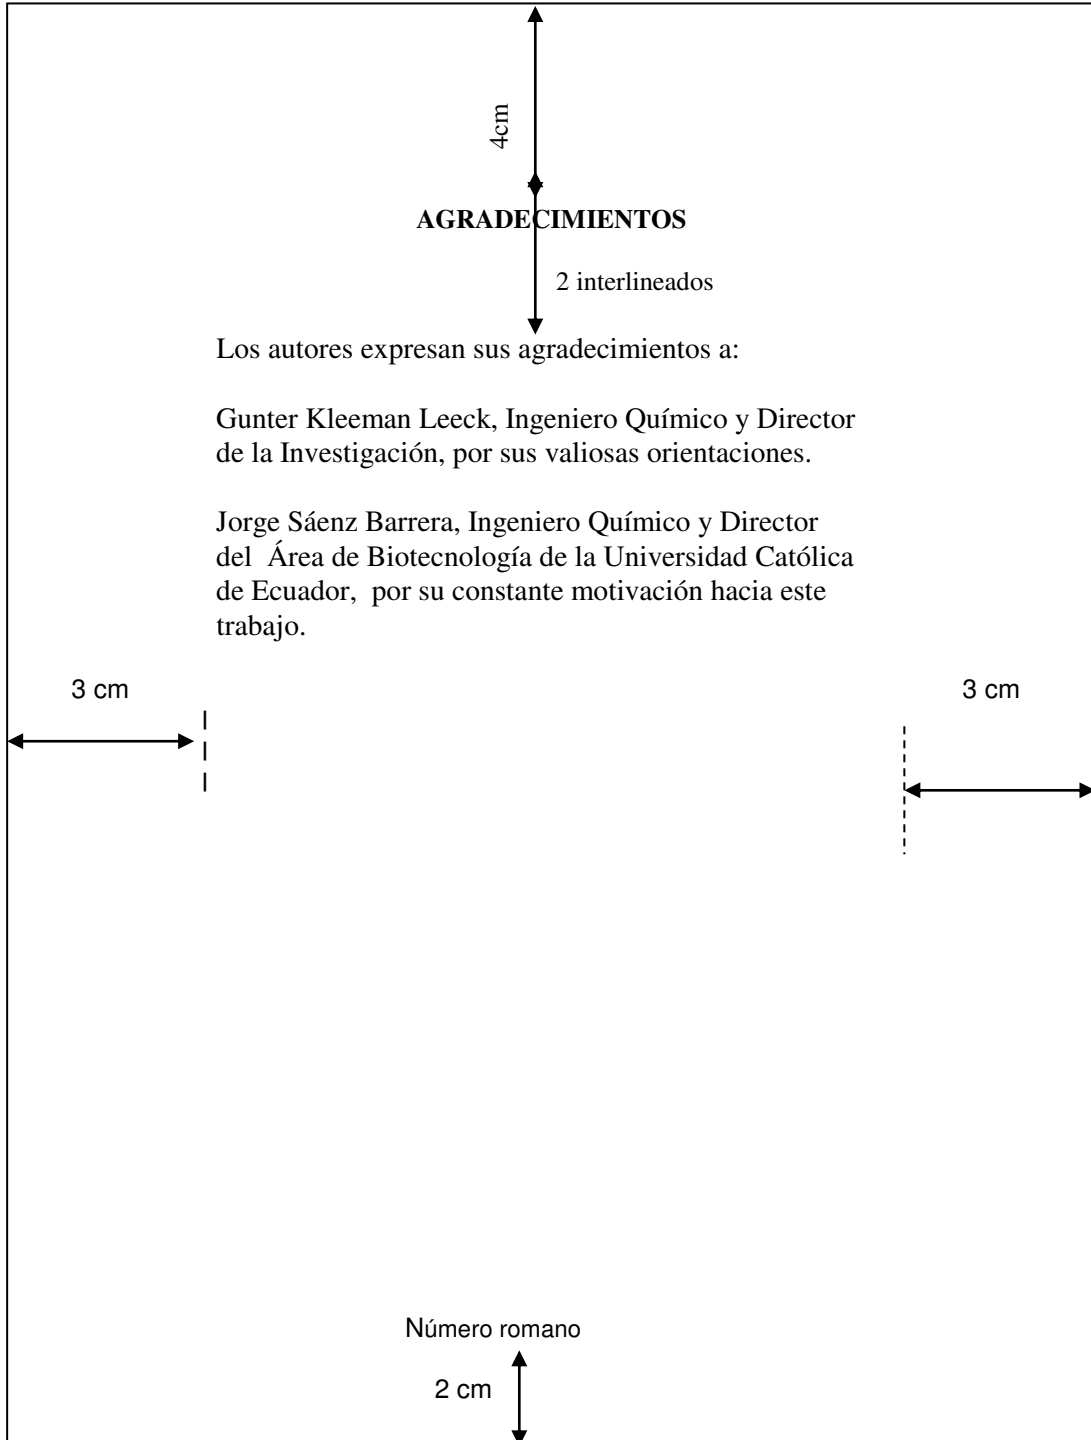 4cm
AGRADECIMIENTOS
2 interlineados
Los autores expresan sus agradecimientos a:
Gunter Kleeman Leeck, Ingeniero Químico y Director
de la Investigación, por sus valiosas orientaciones.
Jorge Sáenz Barrera, Ingeniero Químico y Director
del  Área de Biotecnología de la Universidad Católica
de Ecuador,  por su constante motivación hacia este
trabajo.
3 cm
3 cm
Número romano
2 cm